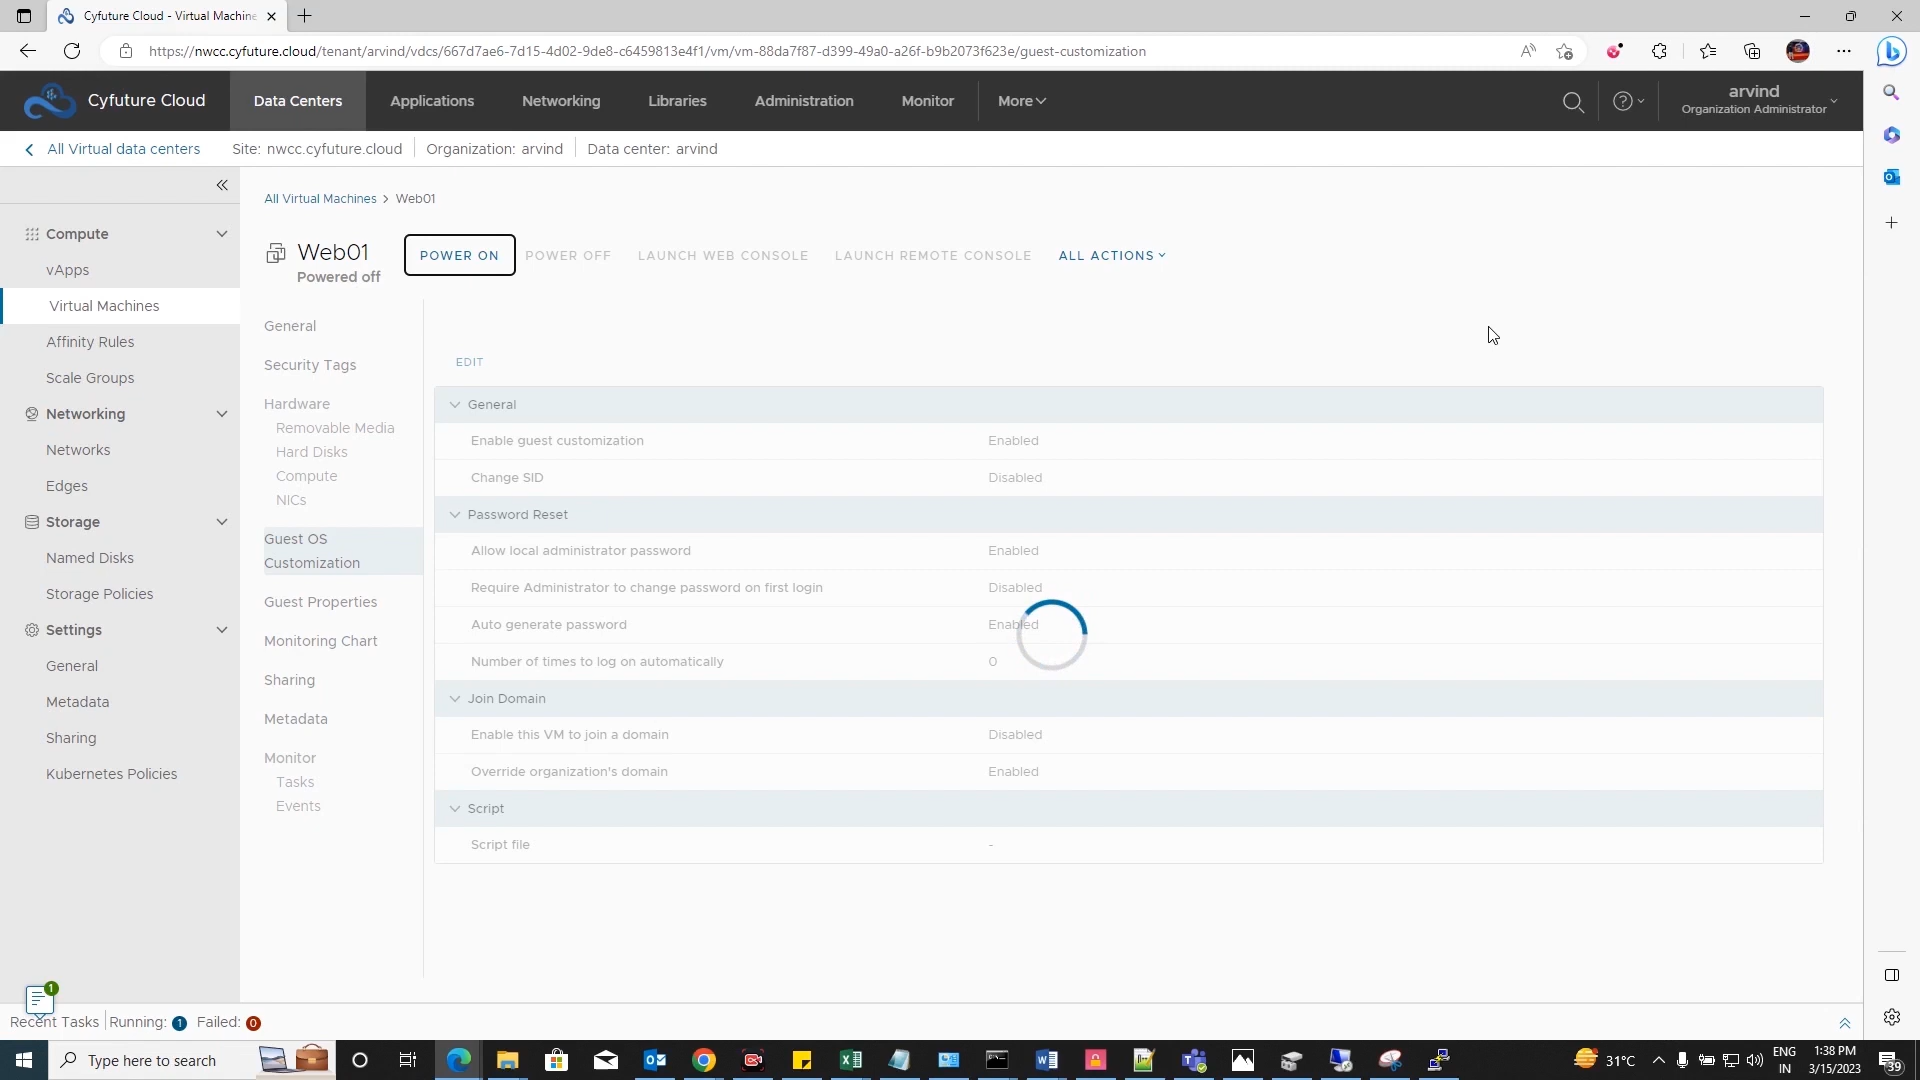 Cyfuture Cloud - Virtual Machine
https://nwcc.cyfuture.cloud/tenant/arvind/vdcs/667d7ae6-7d15-4d02-9de8-c6459813e4f1/vm/vm-88da7f87-d399-49a0-a26f-b9b2073f623e/guest-customization
Cyfuture Cloud
Data Centers
Applications
Networking
Libraries
Administration
Monitor
More
arvind
Organization Administrator
All Virtual data centers
Site: nwcc.cyfuture.cloud
Organization: arvind
Data center: arvind
Compute
vApps
Virtual Machines
Affinity Rules
Scale Groups
Networking
Networks
Edges
Storage
Named Disks
Storage Policies
Settings
General
Metadata
Sharing
Kubernetes Policies
All Virtual Machines > Web01
Web01
Powered off
POWER ON
POWER OFF
LAUNCH WEB CONSOLE
LAUNCH REMOTE CONSOLE
ALL ACTIONS
General
Security Tags
Hardware
Removable Media
Hard Disks
Compute
NICs
Guest OS
Customization
Guest Properties
Monitoring Chart
Sharing
Metadata
Monitor
Tasks
Events
EDIT
General
Enable guest customization Enabled
Change SID Disabled
Password Reset
Allow local administrator password Enabled
Require Administrator to change password on first login Disabled
Auto generate password Enabled
Number of times to log on automatically 0
Join Domain
Enable this VM to join a domain Disabled
Override organization's domain Enabled
Script
Script file -
1
Recent Tasks Running: 1 Failed: 0
Type here to search
31°C
ENG
IN
1:38 PM
3/15/2023
39